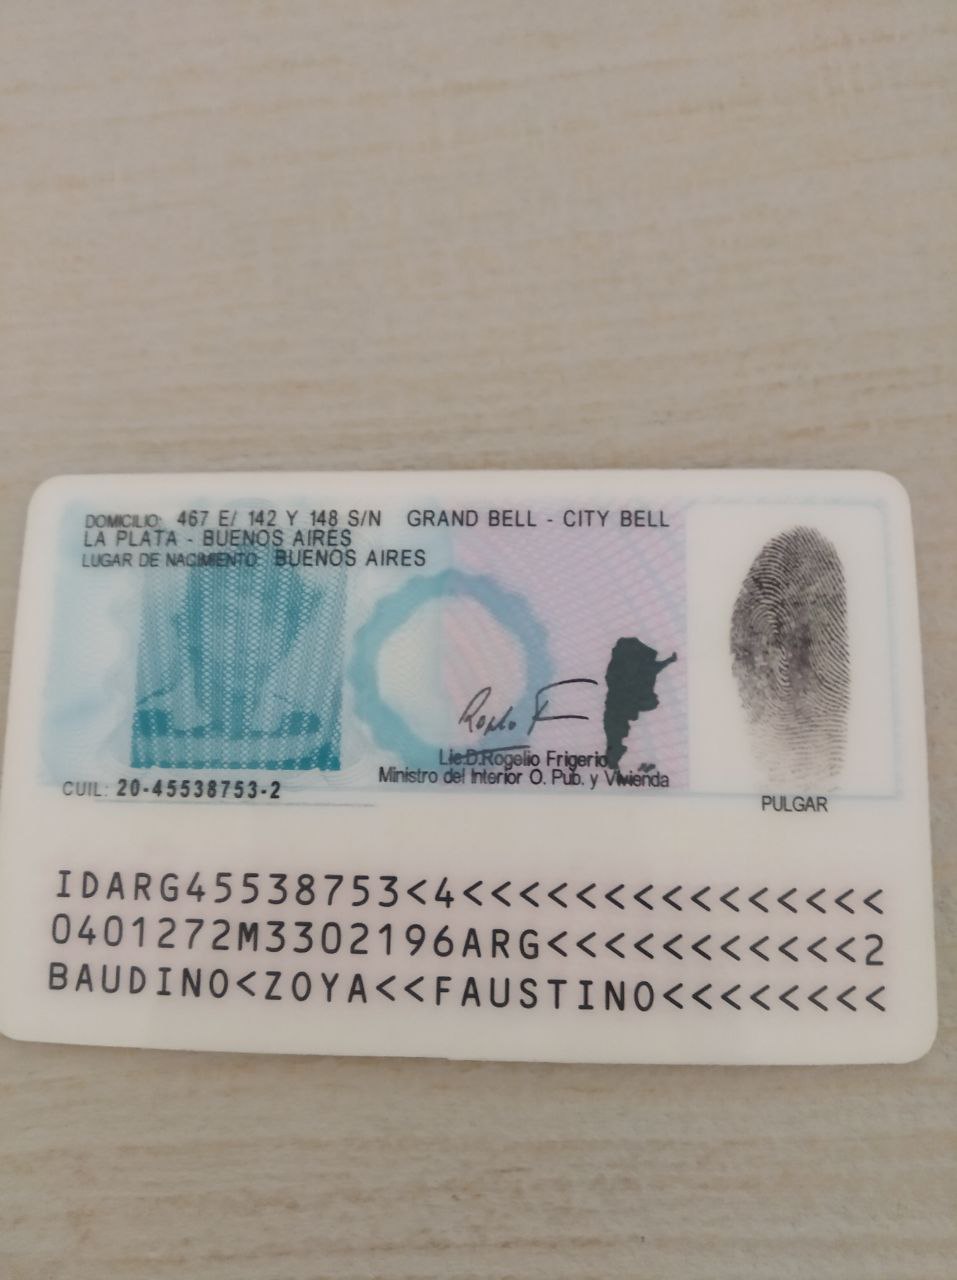 DOMICILIO: 467 E/ 142 Y 148 S/N GRAND BELL - CITY BELL
LA PLATA - BUENOS AIRES
LUGAR DE NACIMIENTO: BUENOS AIRES
Lic.D.Rogelio Frigerio
Ministro del Interior O. Pub. y Vivienda
CUIL: 20-45538753-2
PULGAR
IDARG45538753<4<<<<<<<<<<<<<<<
0401272M3302196ARG<<<<<<<<<<<2
BAUDINO<ZOYA<<FAUSTINO<<<<<<<<